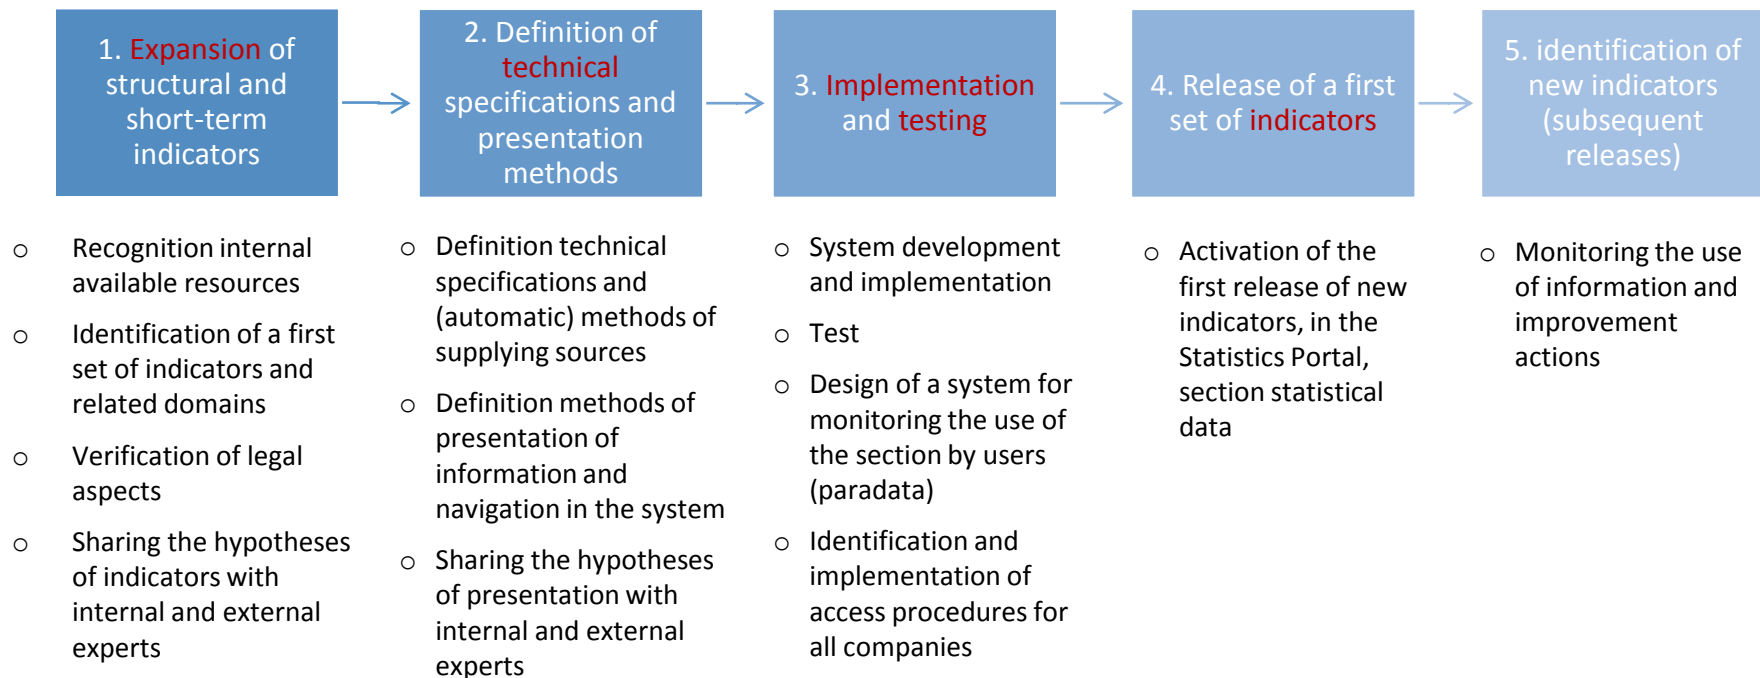 1. Expansion of
structural and
short-term
indicators
2. Definition of
technical
specifications and
presentation
methods
3. Implementation
and testing
4. Release of a first
set of indicators
5. identification of
new indicators
(subsequent
releases)
o Recognition internal
available resources
o Identification of a first
set of indicators and
related domains
o Verification of legal
aspects
o Sharing the hypotheses
of indicators with
internal and external
experts
o Definition technical
specifications and
(automatic) methods of
supplying sources
o Definition methods of
presentation of
information and
navigation in the system
o Sharing the hypotheses
of presentation with
internal and external
experts
o System development
and implementation
o Test
o Design of a system for
monitoring the use of
the section by users
(paradata)
o Identification and
implementation of
access procedures for
all companies
o Activation of the
first release of new
indicators, in the
Statistics Portal,
section statistical
data
o Monitoring the use
of information and
improvement
actions